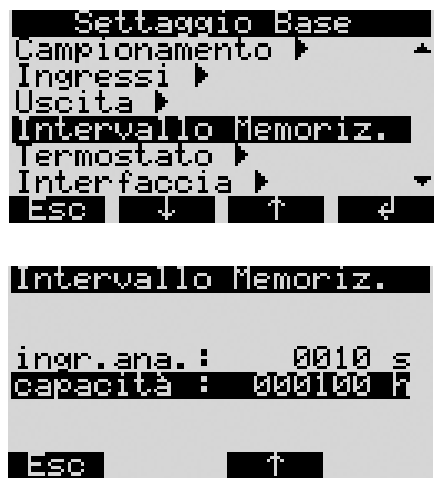 Settaggio Base
Campionamento ▶
Ingressi ▶
Uscita ▶
Intervallo Memoriz.
Termostato ▶
Interfaccia ▶
Esc ↓ ↑ ↲
Intervallo Memoriz.
ingr.ana.: 0010 s
capacità : 000100 h
Esc ↑